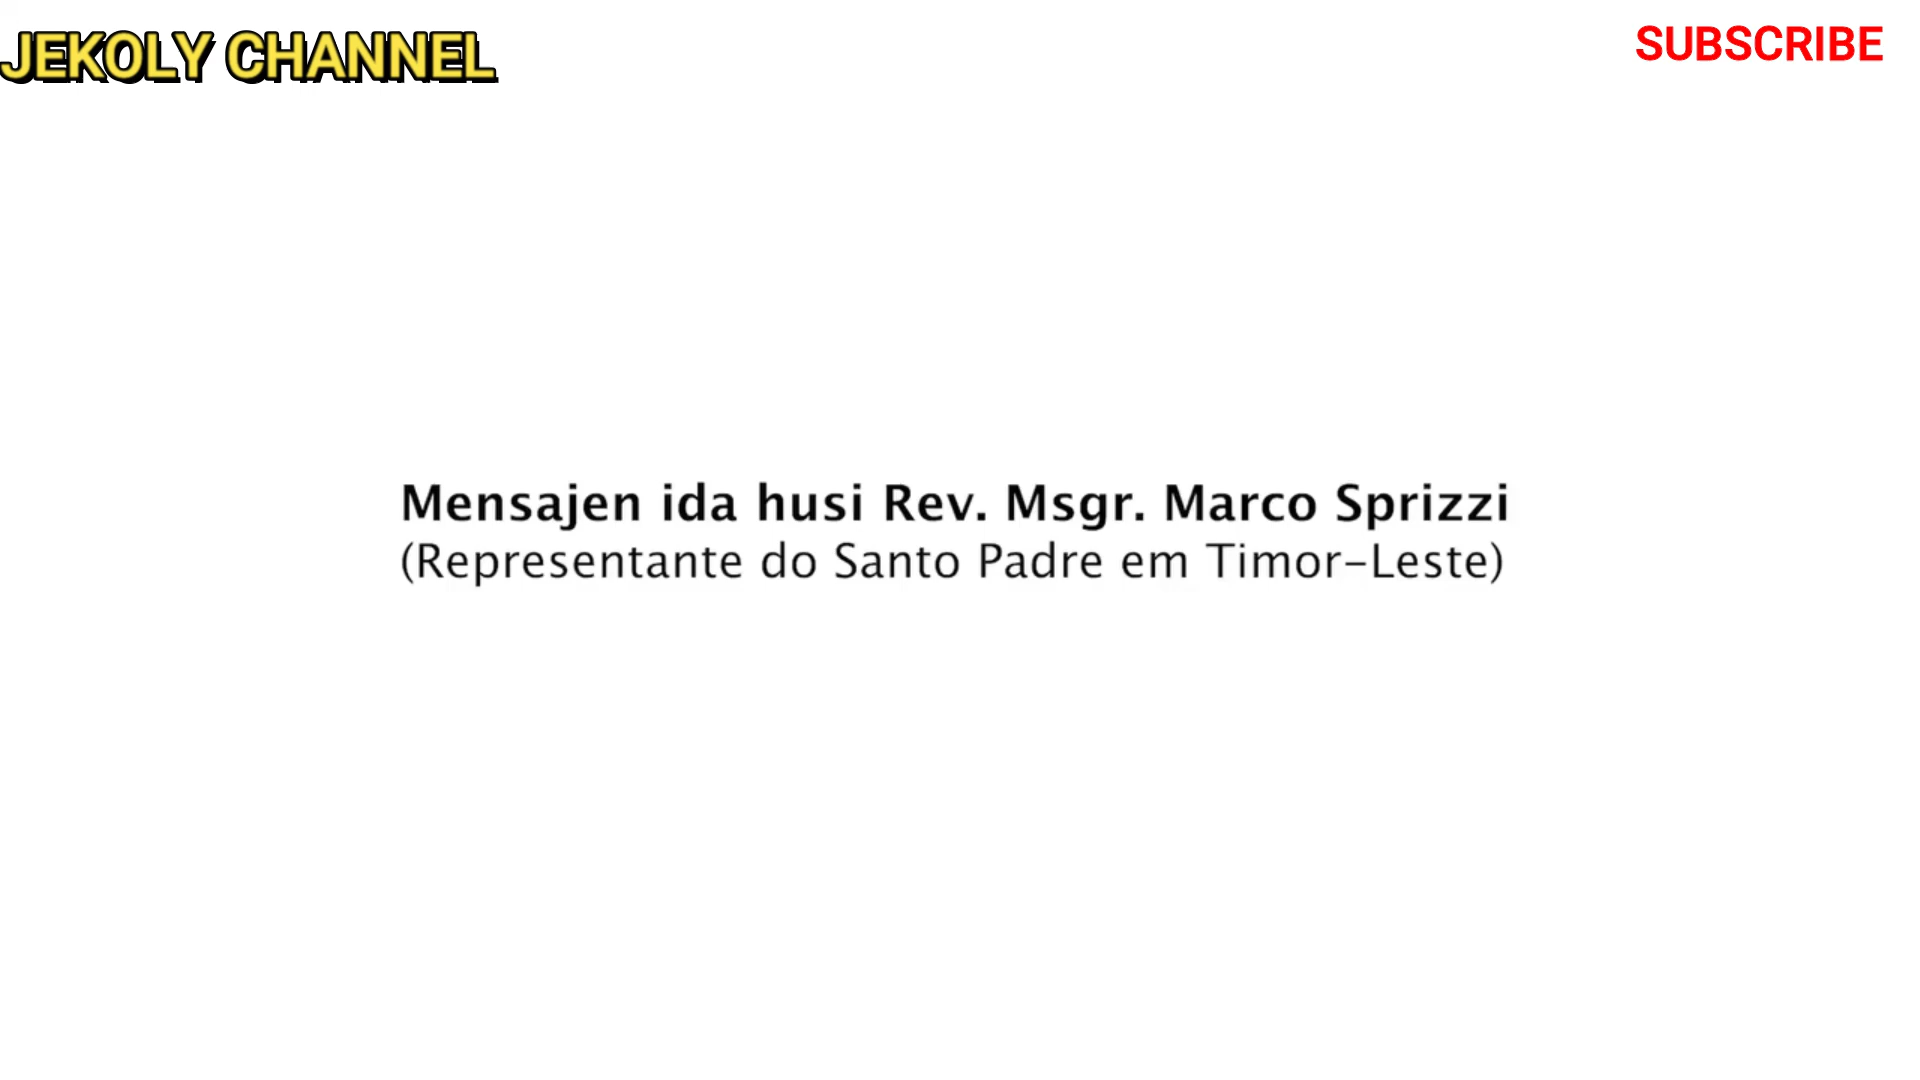 JEKOLY CHANNEL
SUBSCRIBE
Mensajen ida husi Rev. Msgr. Marco Sprizzi
(Representante do Santo Padre em Timor-Leste)